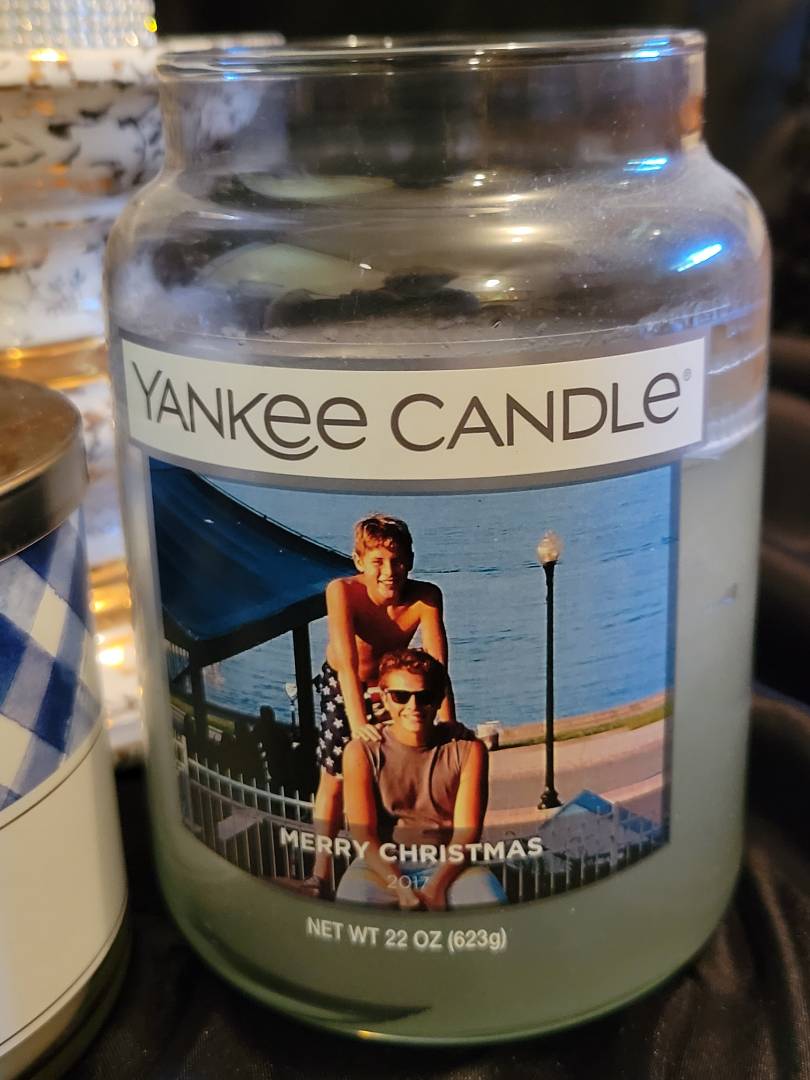 YANKEE CANDLE®
MERRY CHRISTMAS
2017
NET WT 22 OZ (623g)